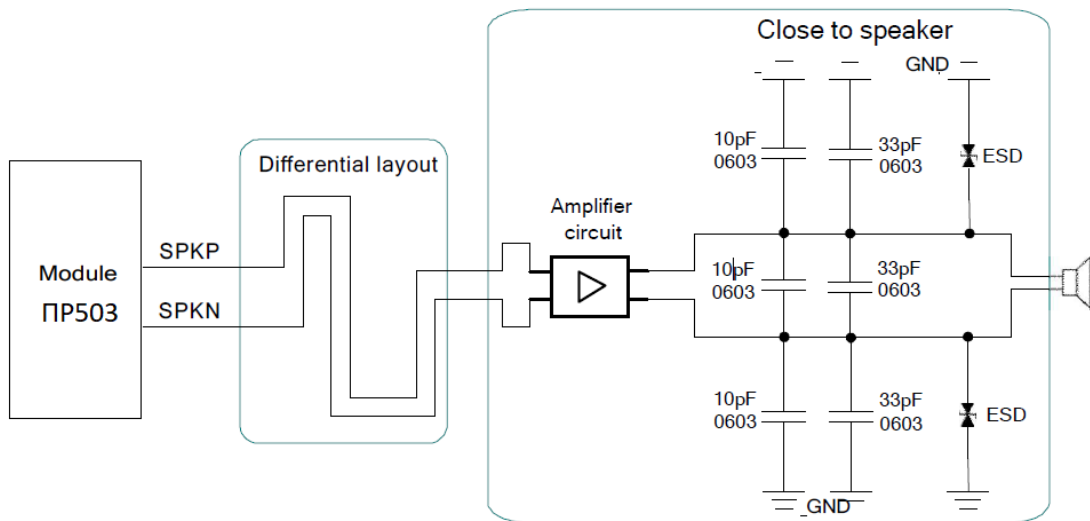 Close to speaker
GND
10pF
0603
33pF
0603
ESD
Differential layout
Amplifier
circuit
SPKP
Module
ПР503
SPKN
10pF
0603
33pF
0603
10pF
0603
33pF
0603
ESD
_GND